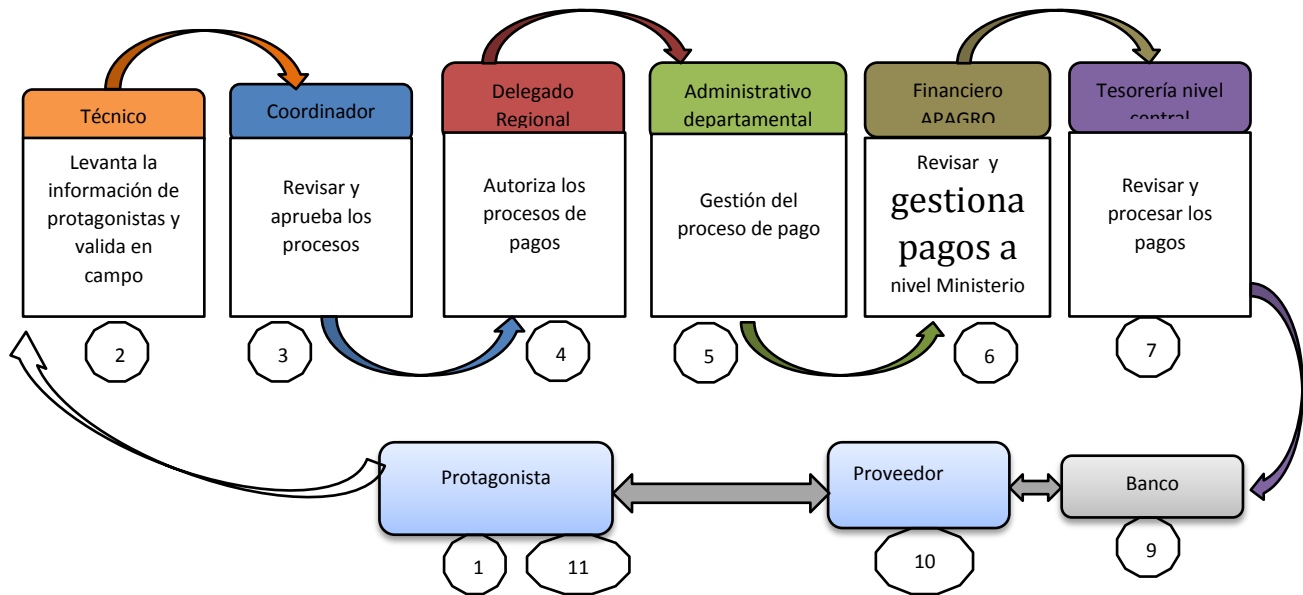 Técnico
Levanta la
información de
protagonistas y
valida en
campo
2
Coordinador
Revisar y
aprueba los
procesos
3
Delegado
Regional
Autoriza los
procesos de
pagos
4
Administrativo
departamental
Gestión del
proceso de pago
5
Financiero
APAGRO
Revisar y
gestiona
pagos a
nivel Ministerio
6
Tesorería nivel
central
Revisar y
procesar los
pagos
7
Protagonista
1
11
Proveedor
10
Banco
9